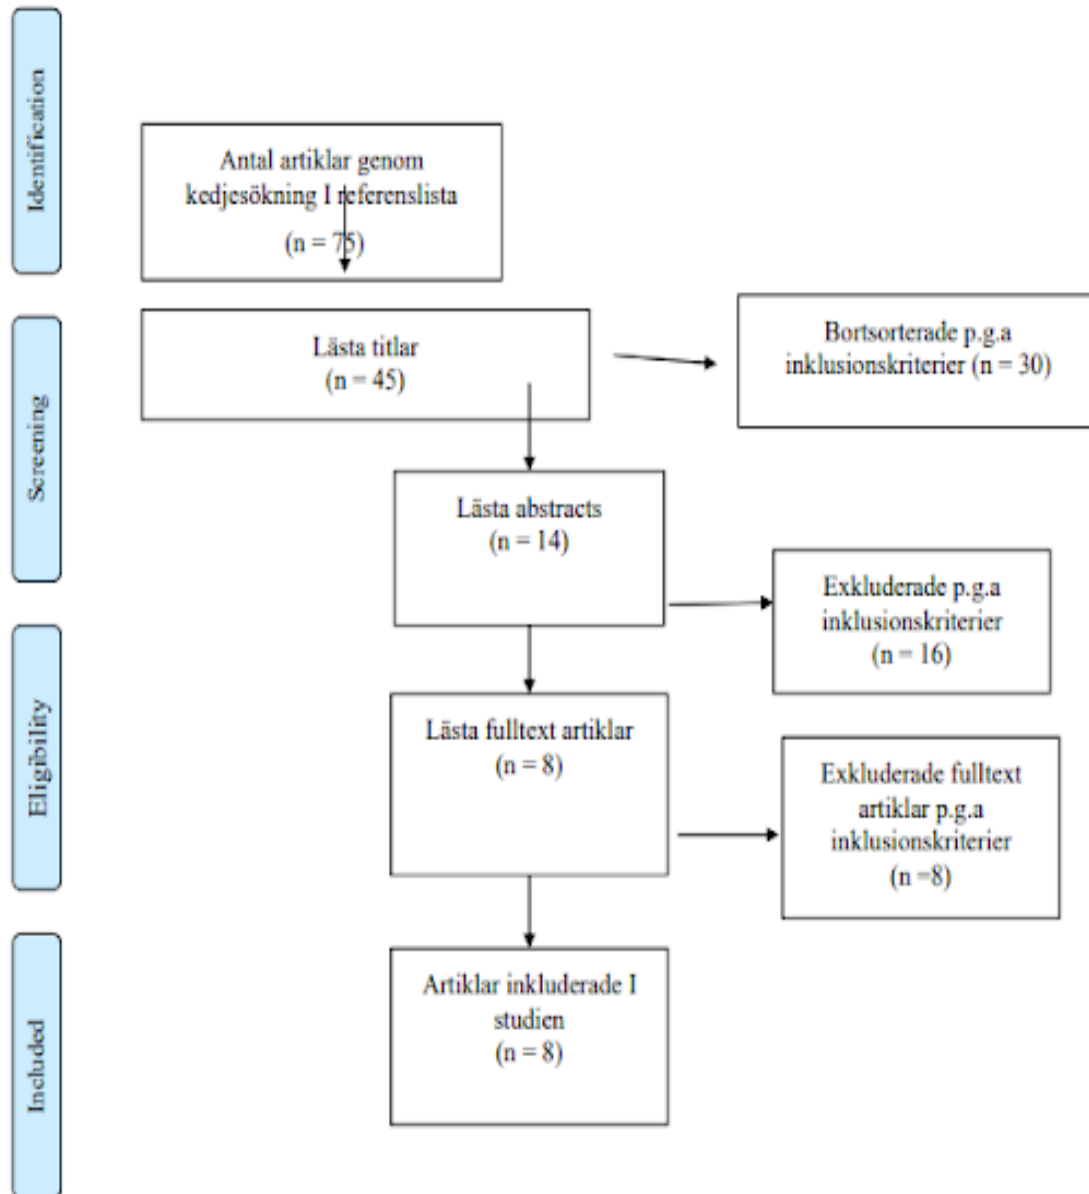 Identification
Antal artiklar genom
kedjesökning I referenslista
(n = 75)
Screening
Lästa titlar
(n = 45)
Bortsorterade p.g.a
inklusionskriterier (n = 30)
Lästa abstracts
(n = 14)
Exkluderade p.g.a
inklusionskriterier
(n = 16)
Eligibility
Lästa fulltext artiklar
(n = 8)
Exkluderade fulltext
artiklar p.g.a
inklusionskriterier
(n =8)
Included
Artiklar inkluderade I
studien
(n = 8)